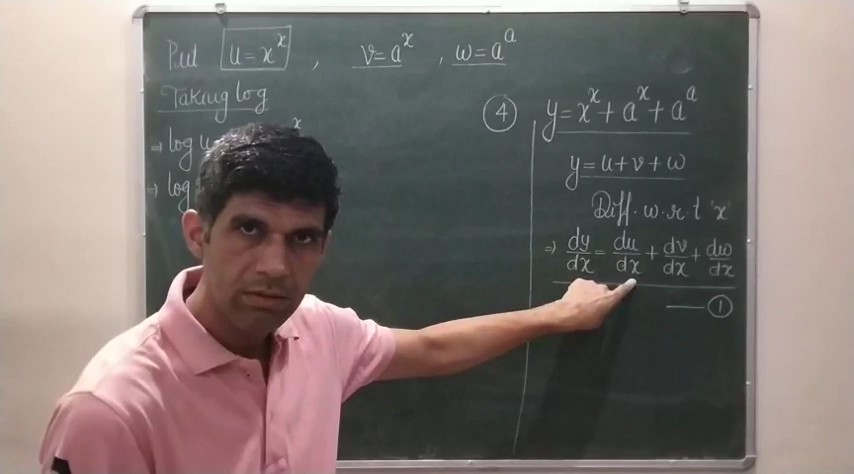 Put u = x^x , v = a^x , w = a^a
Taking log
⇒ log u x
⇒ log
④ y = x^x + a^x + a^a
y = u + v + w
Diff. w.r.t 'x'
⇒ dy/dx = du/dx + dv/dx + dw/dx
— ①